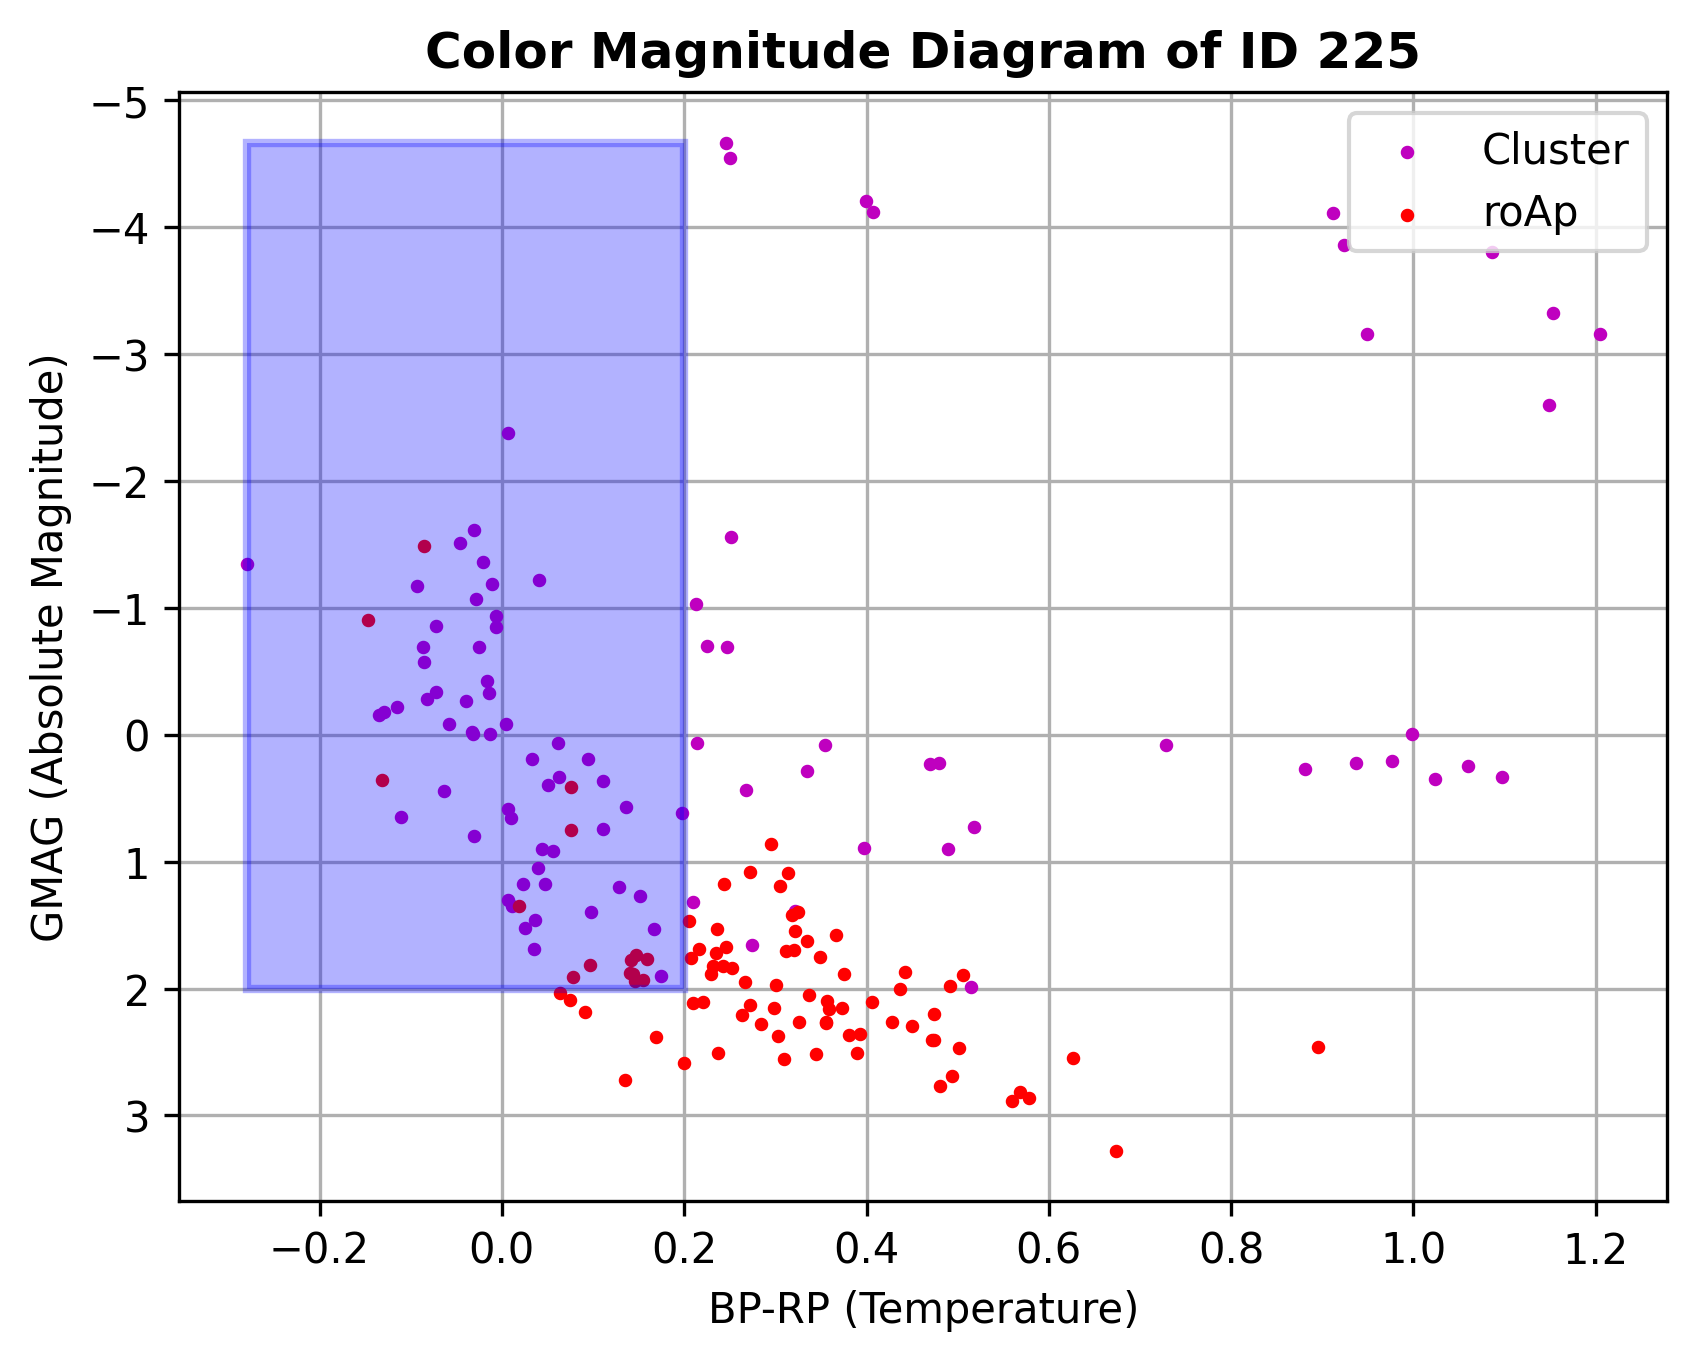 Color Magnitude Diagram of ID 225
−5
−4
−3
−2
−1
0
1
2
3
GMAG (Absolute Magnitude)
Cluster
roAp
−0.2 0.0 0.2 0.4 0.6 0.8 1.0 1.2
BP-RP (Temperature)